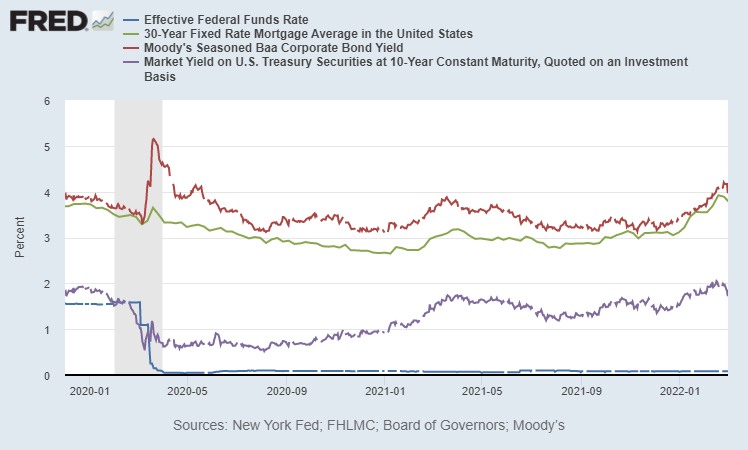 FRED
Effective Federal Funds Rate
30-Year Fixed Rate Mortgage Average in the United States
Moody's Seasoned Baa Corporate Bond Yield
Market Yield on U.S. Treasury Securities at 10-Year Constant Maturity, Quoted on an Investment
Basis
6
5
4
3
2
1
0
Percent
2020-01 2020-05 2020-09 2021-01 2021-05 2021-09 2022-01
Sources: New York Fed; FHLMC; Board of Governors; Moody’s